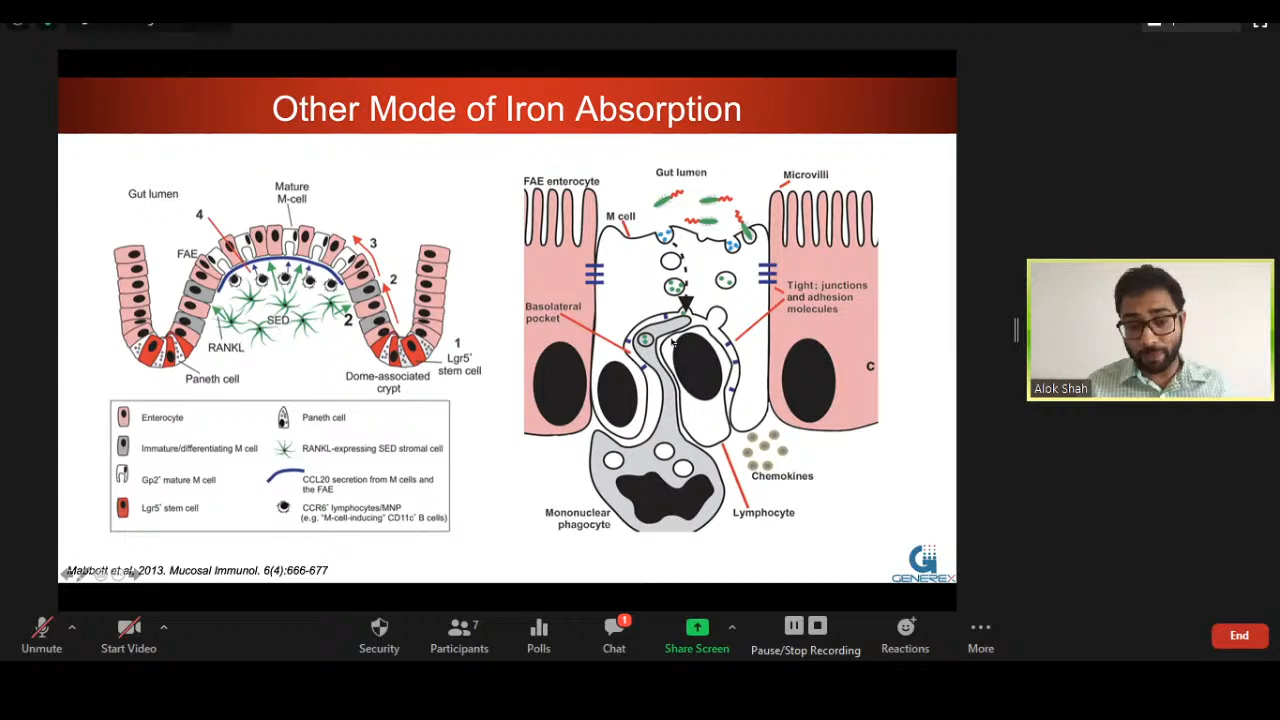 Other Mode of Iron Absorption
Gut lumen
Mature
M-cell
4
3
FAE
2
SED
2
RANKL
1
Lgr5+
stem cell
Paneth cell
Dome-associated
crypt
Enterocyte
Paneth cell
Immature/differentiating M cell
RANKL-expressing SED stromal cell
Gp2+ mature M cell
CCL20 secretion from M cells and
the FAE
Lgr5+ stem cell
CCR6+ lymphocytes/MNP
(e.g. "M-cell-inducing" CD11c+ B cells)
FAE enterocyte
Gut lumen
Microvilli
M cell
Tight; junctions
and adhesion
molecules
Basolateral
pocket
C
Chemokines
Mononuclear
phagocyte
Lymphocyte
Mabbott et al, 2013. Mucosal Immunol. 6(4):666-677
GENEREX
Alok Shah
Unmute
Start Video
Security
7
Participants
Polls
1
Chat
Share Screen
Pause/Stop Recording
Reactions
More
End